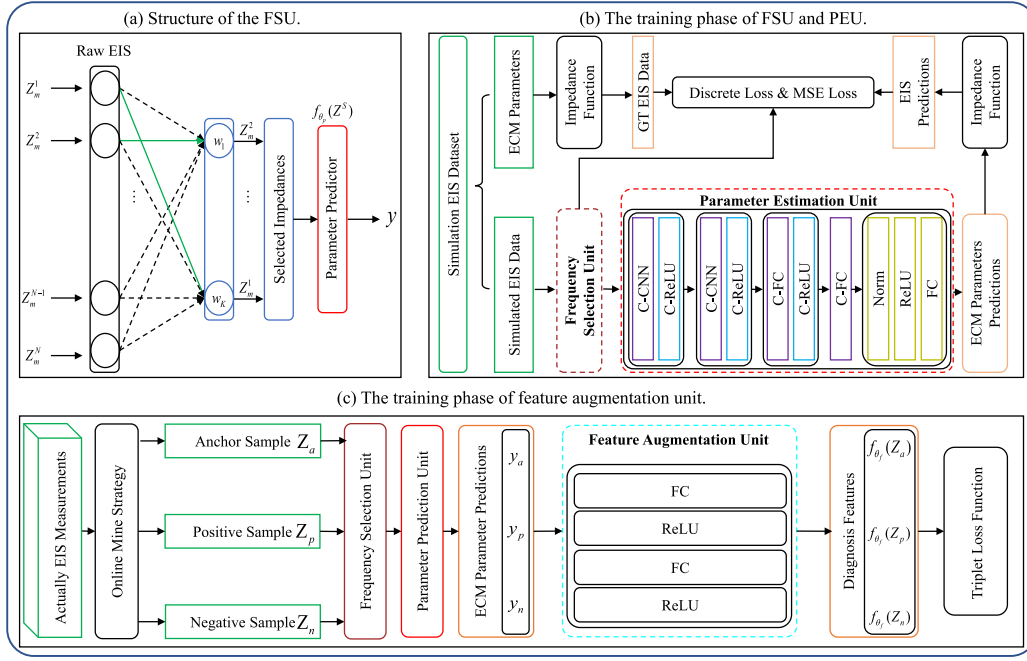 (a) Structure of the FSU.
Raw EIS
Z_m^1
Z_m^2
⋮
Z_m^{N-1}
Z_m^N
w_1
⋮
w_K
Z_m^2
⋮
Z_m^1
Selected Impedances
f_{θ_p}(Z^S)
Parameter Predictor
y
(b) The training phase of FSU and PEU.
Simulation EIS Dataset
ECM Parameters
Impedance
Function
GT EIS Data
Discrete Loss & MSE Loss
EIS
Predictions
Impedance
Function
Simulated EIS Data
Frequency
Selection Unit
Parameter Estimation Unit
C-CNN
C-ReLU
C-CNN
C-ReLU
C-FC
C-ReLU
C-FC
Norm
ReLU
FC
ECM Parameters
Predictions
(c) The training phase of feature augmentation unit.
Actually EIS Measurements
Online Mine Strategy
Anchor Sample Z_a
Positive Sample Z_p
Negative Sample Z_n
Frequency Selection Unit
Parameter Prediction Unit
ECM Parameter Predictions
y_a
y_p
y_n
Feature Augmentation Unit
FC
ReLU
FC
ReLU
Diagnosis Features
f_{θ_f}(Z_a)
f_{θ_f}(Z_p)
f_{θ_f}(Z_n)
Triplet Loss Function